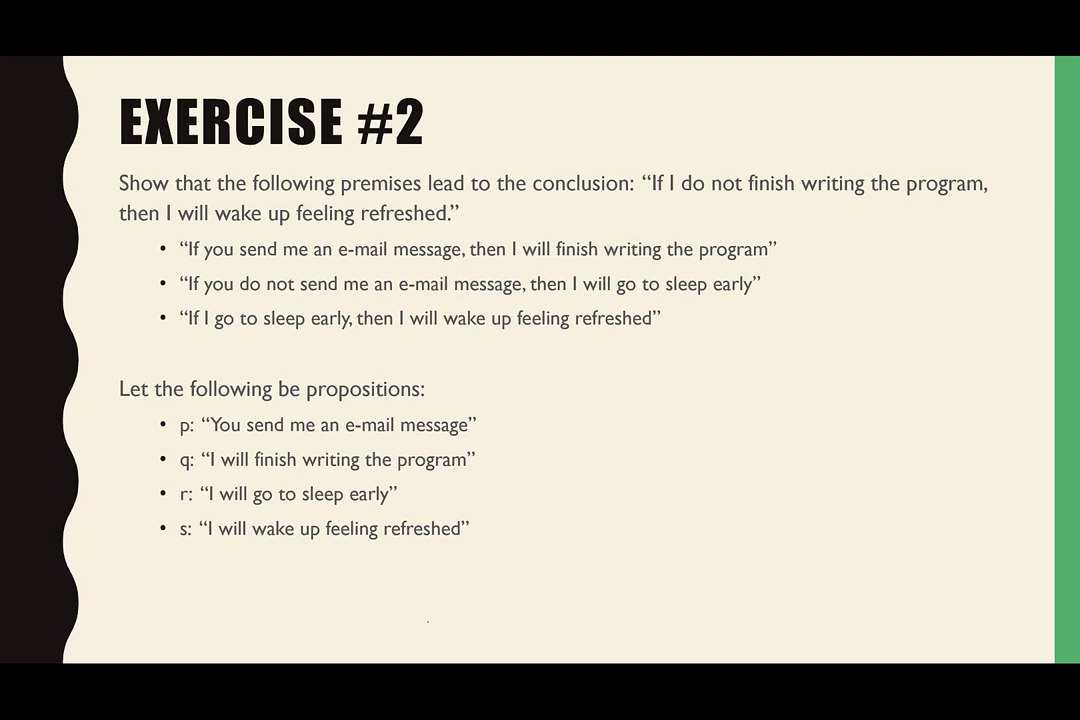 EXERCISE #2
Show that the following premises lead to the conclusion: “If I do not finish writing the program,
then I will wake up feeling refreshed.”
• “If you send me an e-mail message, then I will finish writing the program”
• “If you do not send me an e-mail message, then I will go to sleep early”
• “If I go to sleep early, then I will wake up feeling refreshed”
Let the following be propositions:
• p: “You send me an e-mail message”
• q: “I will finish writing the program”
• r: “I will go to sleep early”
• s: “I will wake up feeling refreshed”